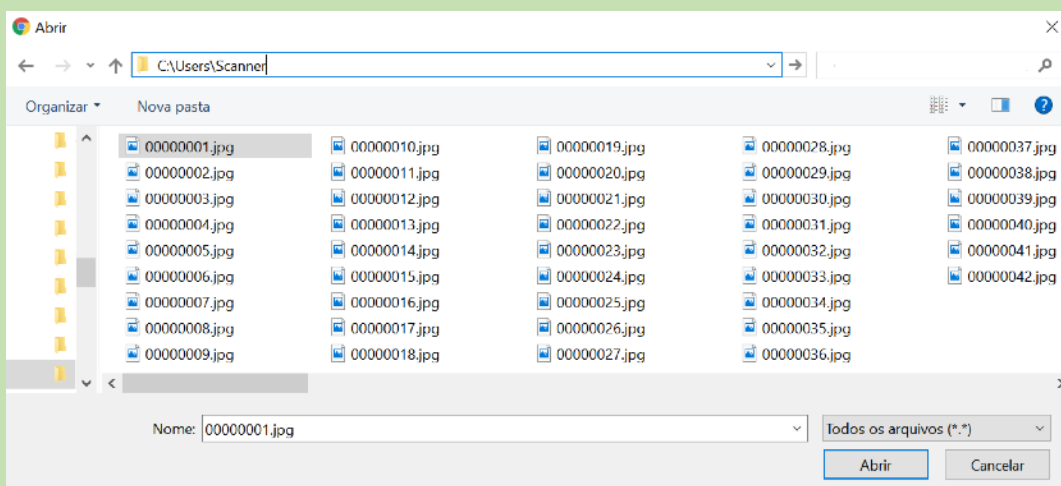 Abrir
C:\Users\Scanner
Organizar
Nova pasta
00000001.jpg 00000010.jpg 00000019.jpg 00000028.jpg 00000037.jpg
00000002.jpg 00000011.jpg 00000020.jpg 00000029.jpg 00000038.jpg
00000003.jpg 00000012.jpg 00000021.jpg 00000030.jpg 00000039.jpg
00000004.jpg 00000013.jpg 00000022.jpg 00000031.jpg 00000040.jpg
00000005.jpg 00000014.jpg 00000023.jpg 00000032.jpg 00000041.jpg
00000006.jpg 00000015.jpg 00000024.jpg 00000033.jpg 00000042.jpg
00000007.jpg 00000016.jpg 00000025.jpg 00000034.jpg
00000008.jpg 00000017.jpg 00000026.jpg 00000035.jpg
00000009.jpg 00000018.jpg 00000027.jpg 00000036.jpg
Nome: 00000001.jpg
Todos os arquivos (*.*)
Abrir
Cancelar